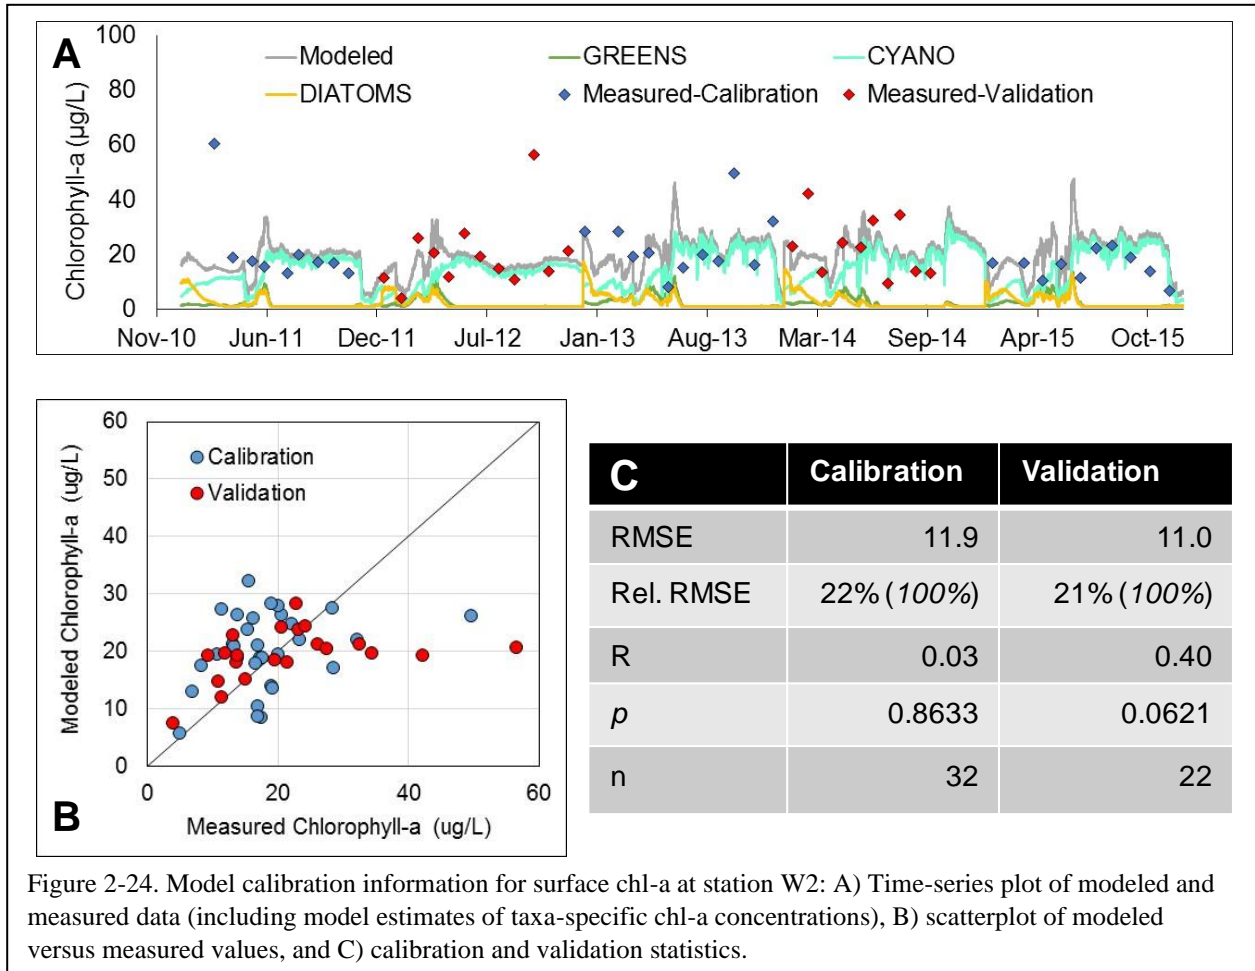 A
Modeled GREENS CYANO
DIATOMS Measured-Calibration Measured-Validation
Chlorophyll-a (µg/L)
100
80
60
40
20
0
Nov-10 Jun-11 Dec-11 Jul-12 Jan-13 Aug-13 Mar-14 Sep-14 Apr-15 Oct-15
Modeled Chlorophyll-a (ug/L)
60
50
40
30
20
10
0
Calibration
Validation
0 20 40 60
B
Measured Chlorophyll-a (ug/L)
C Calibration Validation
RMSE 11.9 11.0
Rel. RMSE 22% (100%) 21% (100%)
R 0.03 0.40
p 0.8633 0.0621
n 32 22
Figure 2-24. Model calibration information for surface chl-a at station W2: A) Time-series plot of modeled and
measured data (including model estimates of taxa-specific chl-a concentrations), B) scatterplot of modeled
versus measured values, and C) calibration and validation statistics.